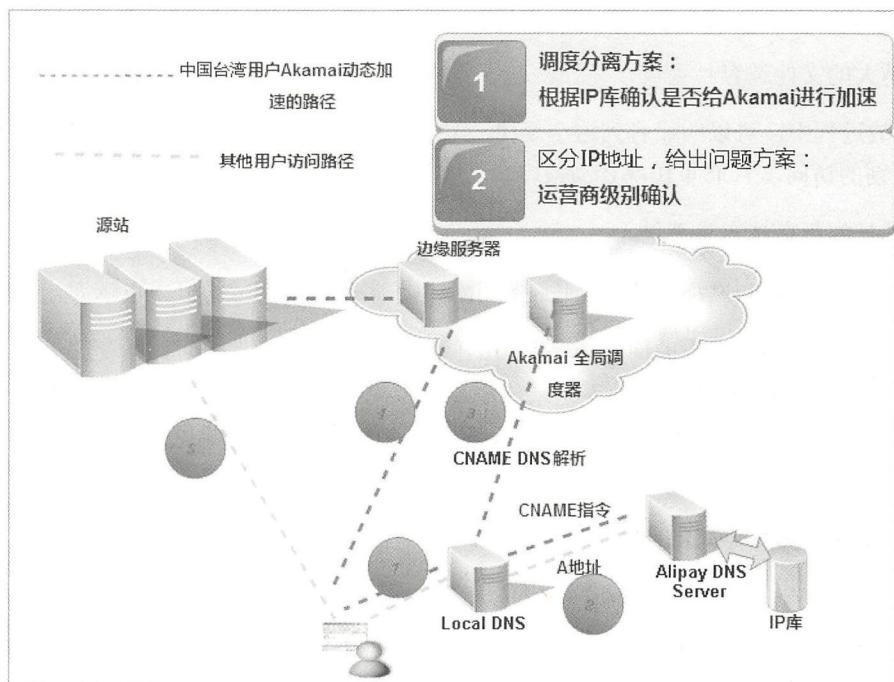 中国台湾用户Akamai动态加
速的路径
其他用户访问路径
1
调度分离方案：
根据IP库确认是否给Akamai进行加速
2
区分IP地址，给出问题方案：
运营商级别确认
源站
边缘服务器
Akamai 全局调
度器
4
3
5
CNAME DNS解析
CNAME指令
1
A地址
2
Alipay DNS
Server
Local DNS
IP库